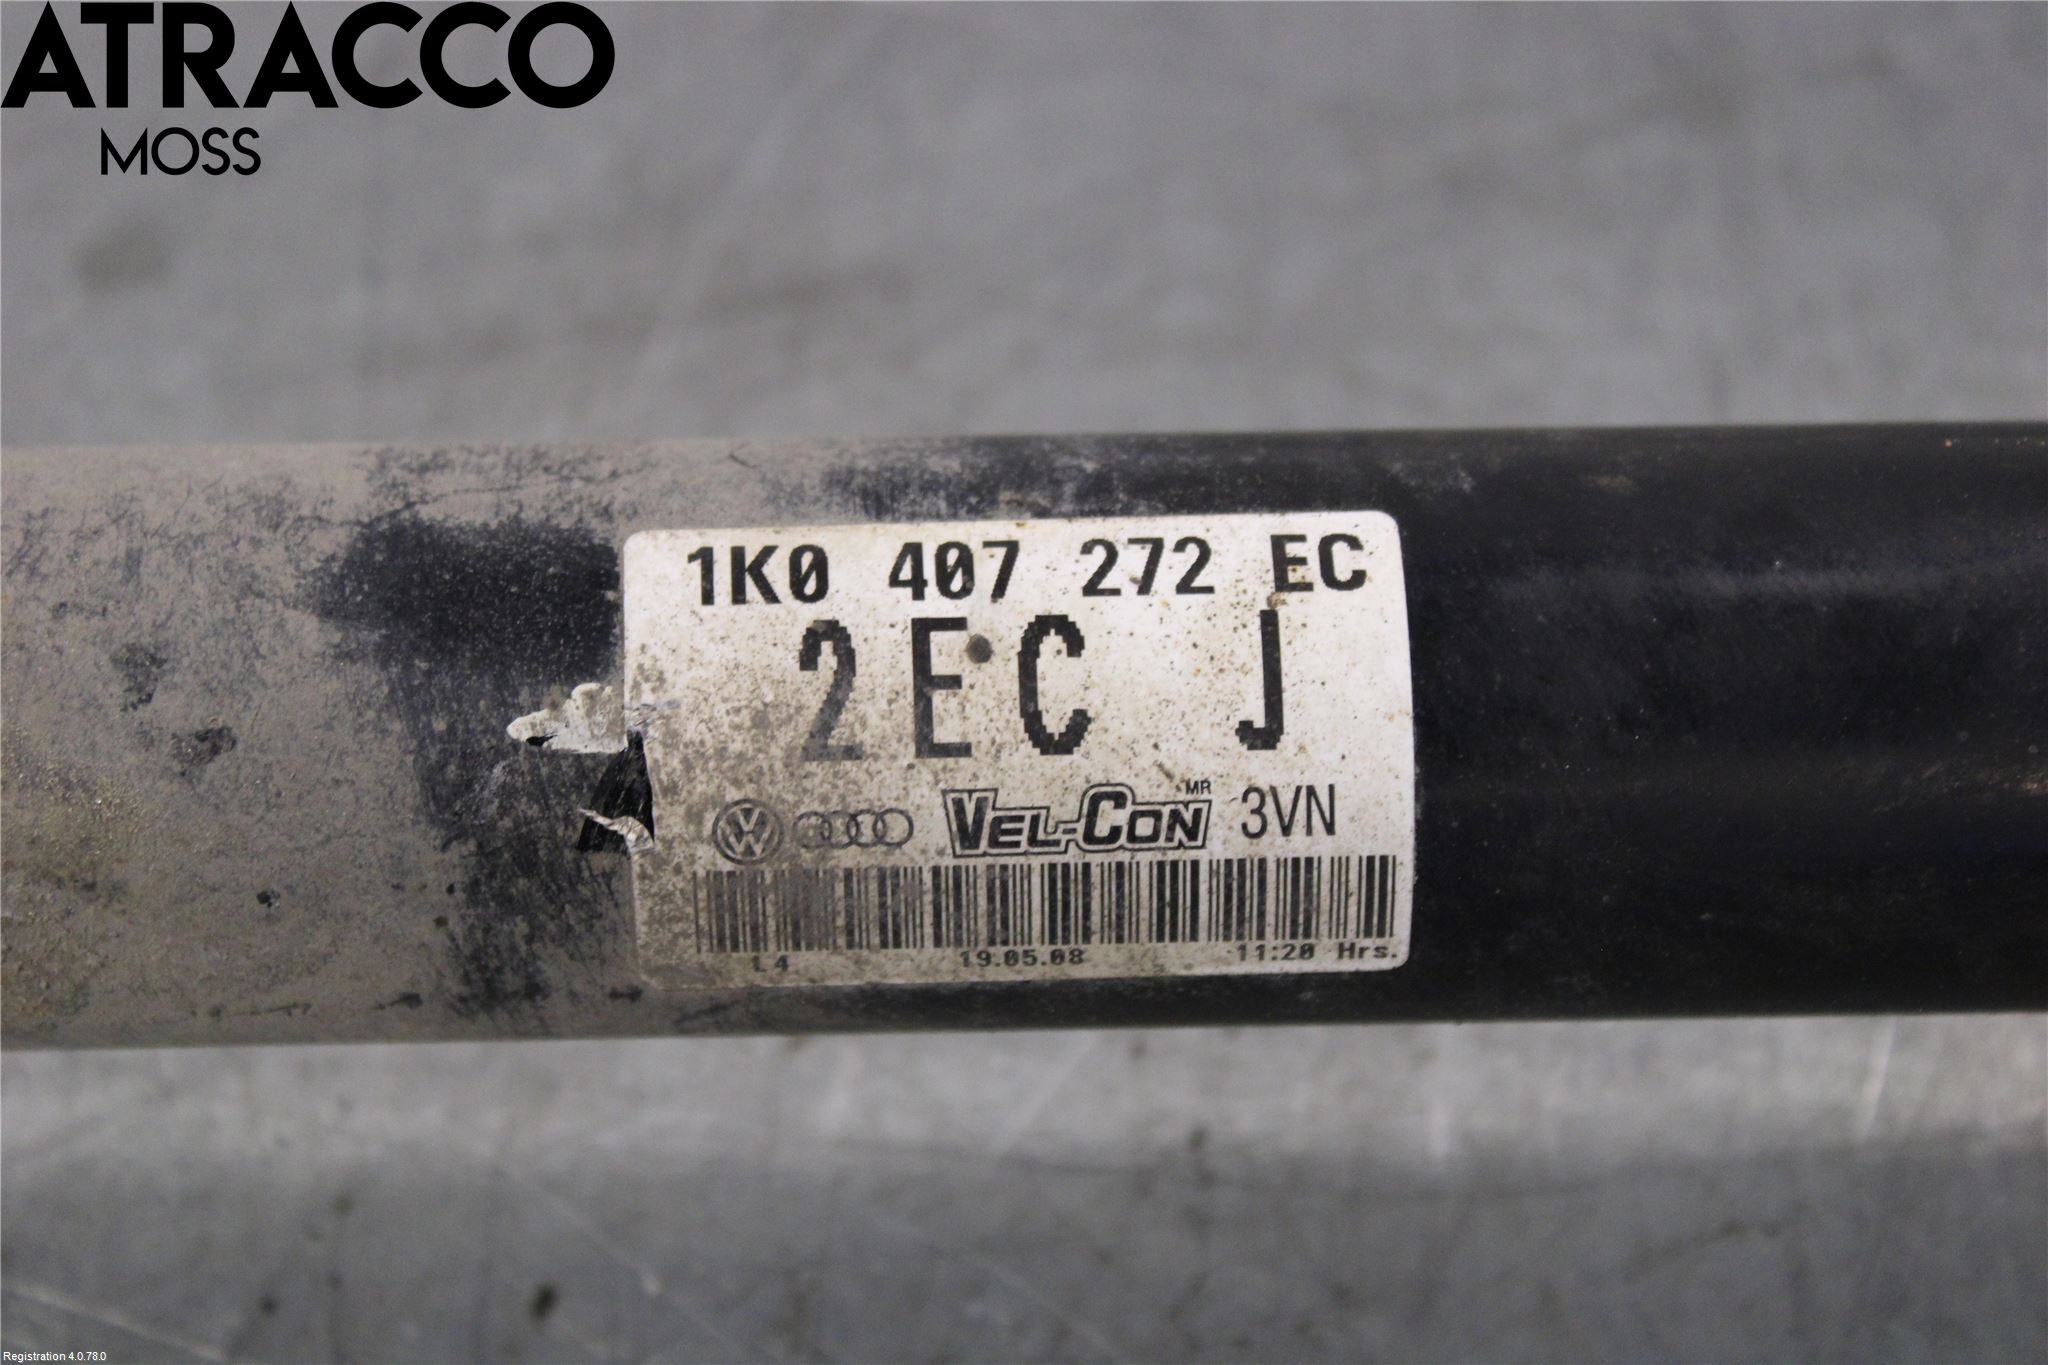 ATRACCO
MOSS
1K0 407 272 EC
2EC J
VEL-CON MR 3VN
L4 19.05.08 11:20 Hrs.
Registration 4.0.78.0